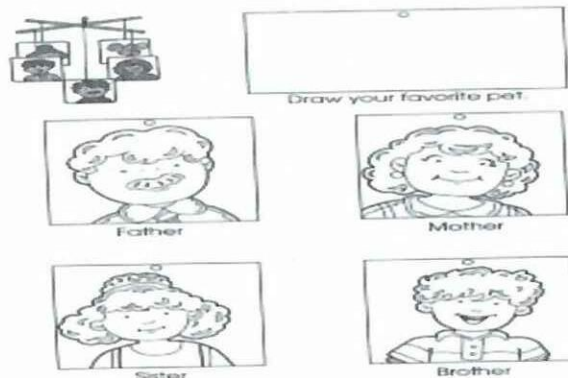 Draw your favorite pet.
Father
Mother
Sister
Brother